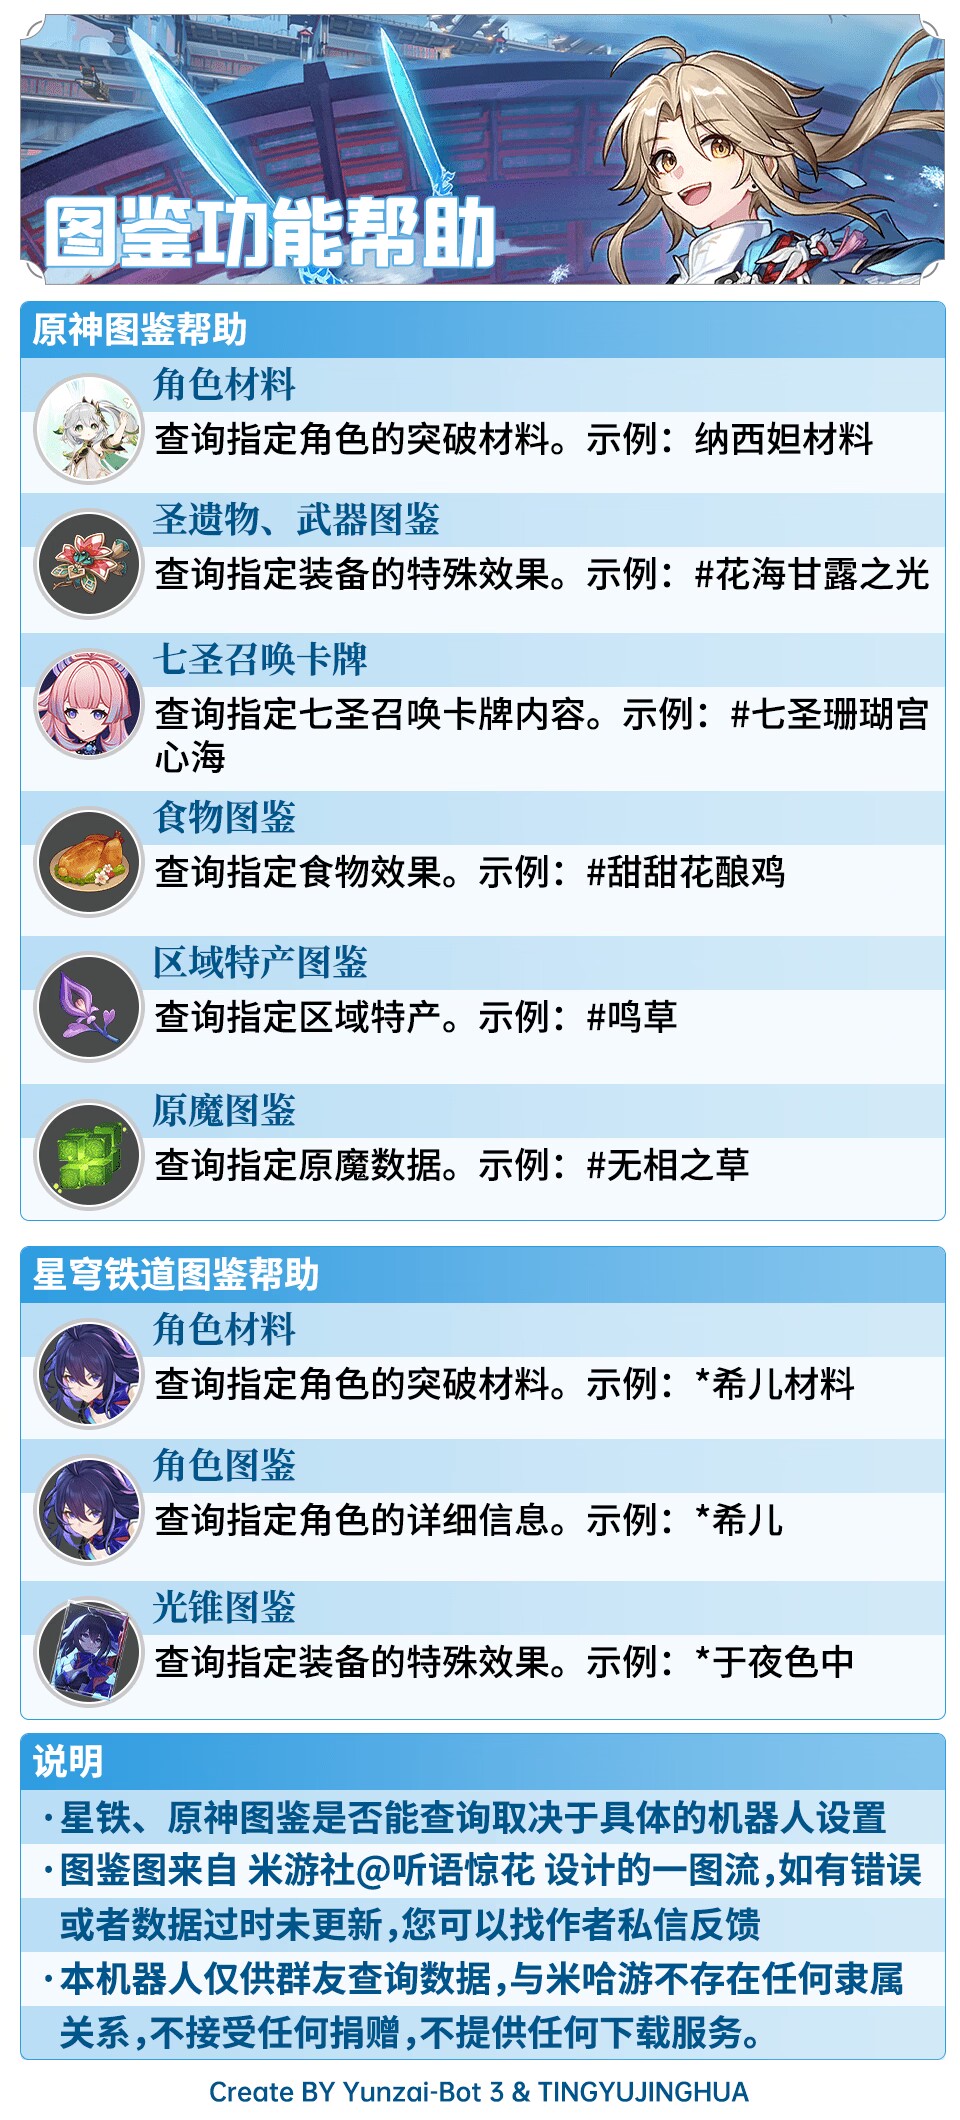 图鉴功能帮助
原神图鉴帮助
角色材料
查询指定角色的突破材料。示例：纳西妲材料
圣遗物、武器图鉴
查询指定装备的特殊效果。示例：#花海甘露之光
七圣召唤卡牌
查询指定七圣召唤卡牌内容。示例：#七圣珊瑚宫
心海
食物图鉴
查询指定食物效果。示例：#甜甜花酿鸡
区域特产图鉴
查询指定区域特产。示例：#鸣草
原魔图鉴
查询指定原魔数据。示例：#无相之草
星穹铁道图鉴帮助
角色材料
查询指定角色的突破材料。示例：*希儿材料
角色图鉴
查询指定角色的详细信息。示例：*希儿
光锥图鉴
查询指定装备的特殊效果。示例：*于夜色中
说明
·星铁、原神图鉴是否能查询取决于具体的机器人设置
·图鉴图来自 米游社@听语惊花 设计的一图流,如有错误
或者数据过时未更新,您可以找作者私信反馈
·本机器人仅供群友查询数据,与米哈游不存在任何隶属
关系,不接受任何捐赠,不提供任何下载服务。
Create BY Yunzai-Bot 3 & TINGYUJINGHUA